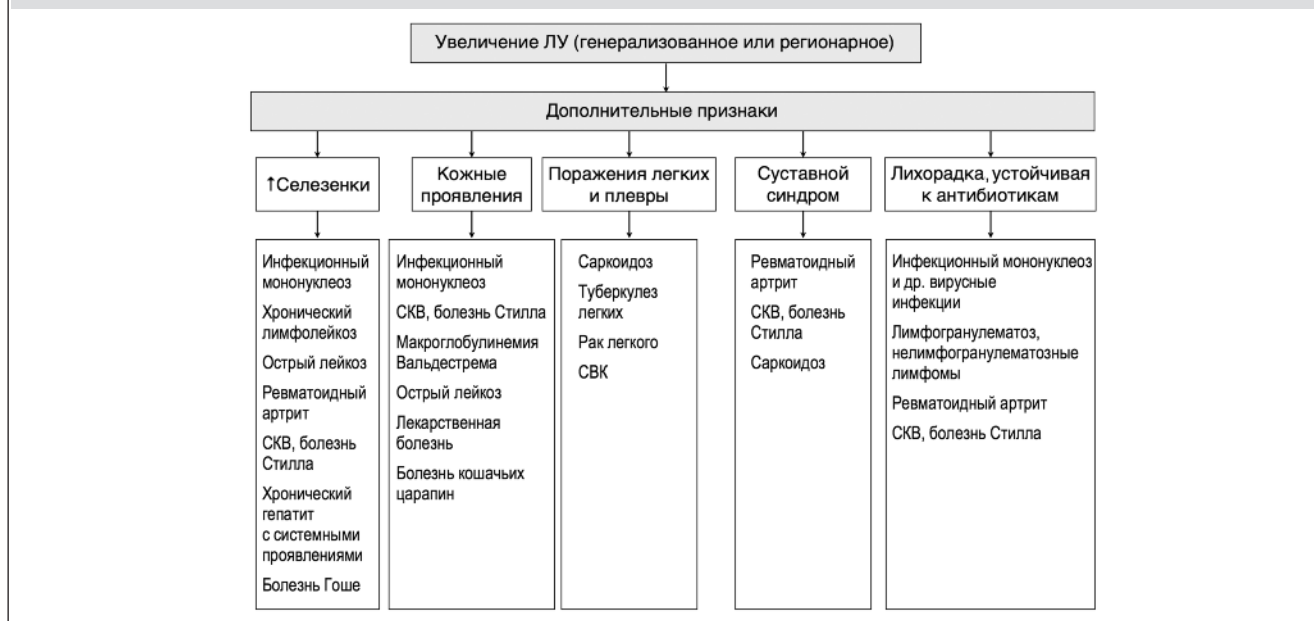 Увеличение ЛУ (генерализованное или регионарное)
Дополнительные признаки
↑Селезенки
Кожные
проявления
Поражения легких
и плевры
Суставной
синдром
Лихорадка, устойчивая
к антибиотикам
Инфекционный
мононуклеоз
Хронический
лимфолейкоз
Острый лейкоз
Ревматоидный
артрит
СКВ, болезнь
Стилла
Хронический
гепатит
с системными
проявлениями
Болезнь Гоше
Инфекционный
мононуклеоз
СКВ, болезнь Стилла
Макроглобулинемия
Вальдестрема
Острый лейкоз
Лекарственная
болезнь
Болезнь кошачьих
царапин
Саркоидоз
Туберкулез
легких
Рак легкого
СВК
Ревматоидный
артрит
СКВ, болезнь
Стилла
Саркоидоз
Инфекционный мононуклеоз
и др. вирусные
инфекции
Лимфогранулематоз,
нелимфогранулематозные
лимфомы
Ревматоидный артрит
СКВ, болезнь Стилла